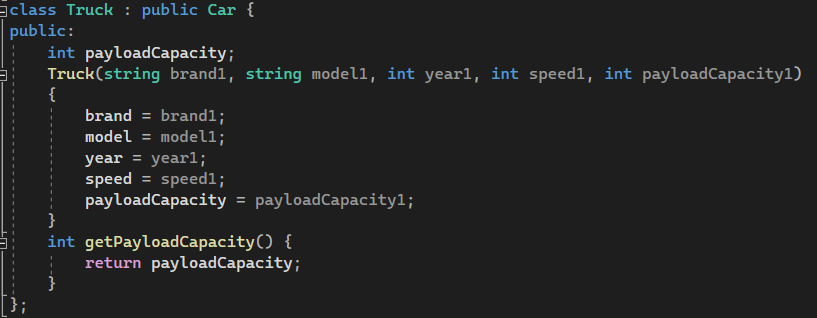 class Truck : public Car {
public:
    int payloadCapacity;
    Truck(string brand1, string model1, int year1, int speed1, int payloadCapacity1)
    {
        brand = brand1;
        model = model1;
        year = year1;
        speed = speed1;
        payloadCapacity = payloadCapacity1;
    }
    int getPayloadCapacity() {
        return payloadCapacity;
    }
};